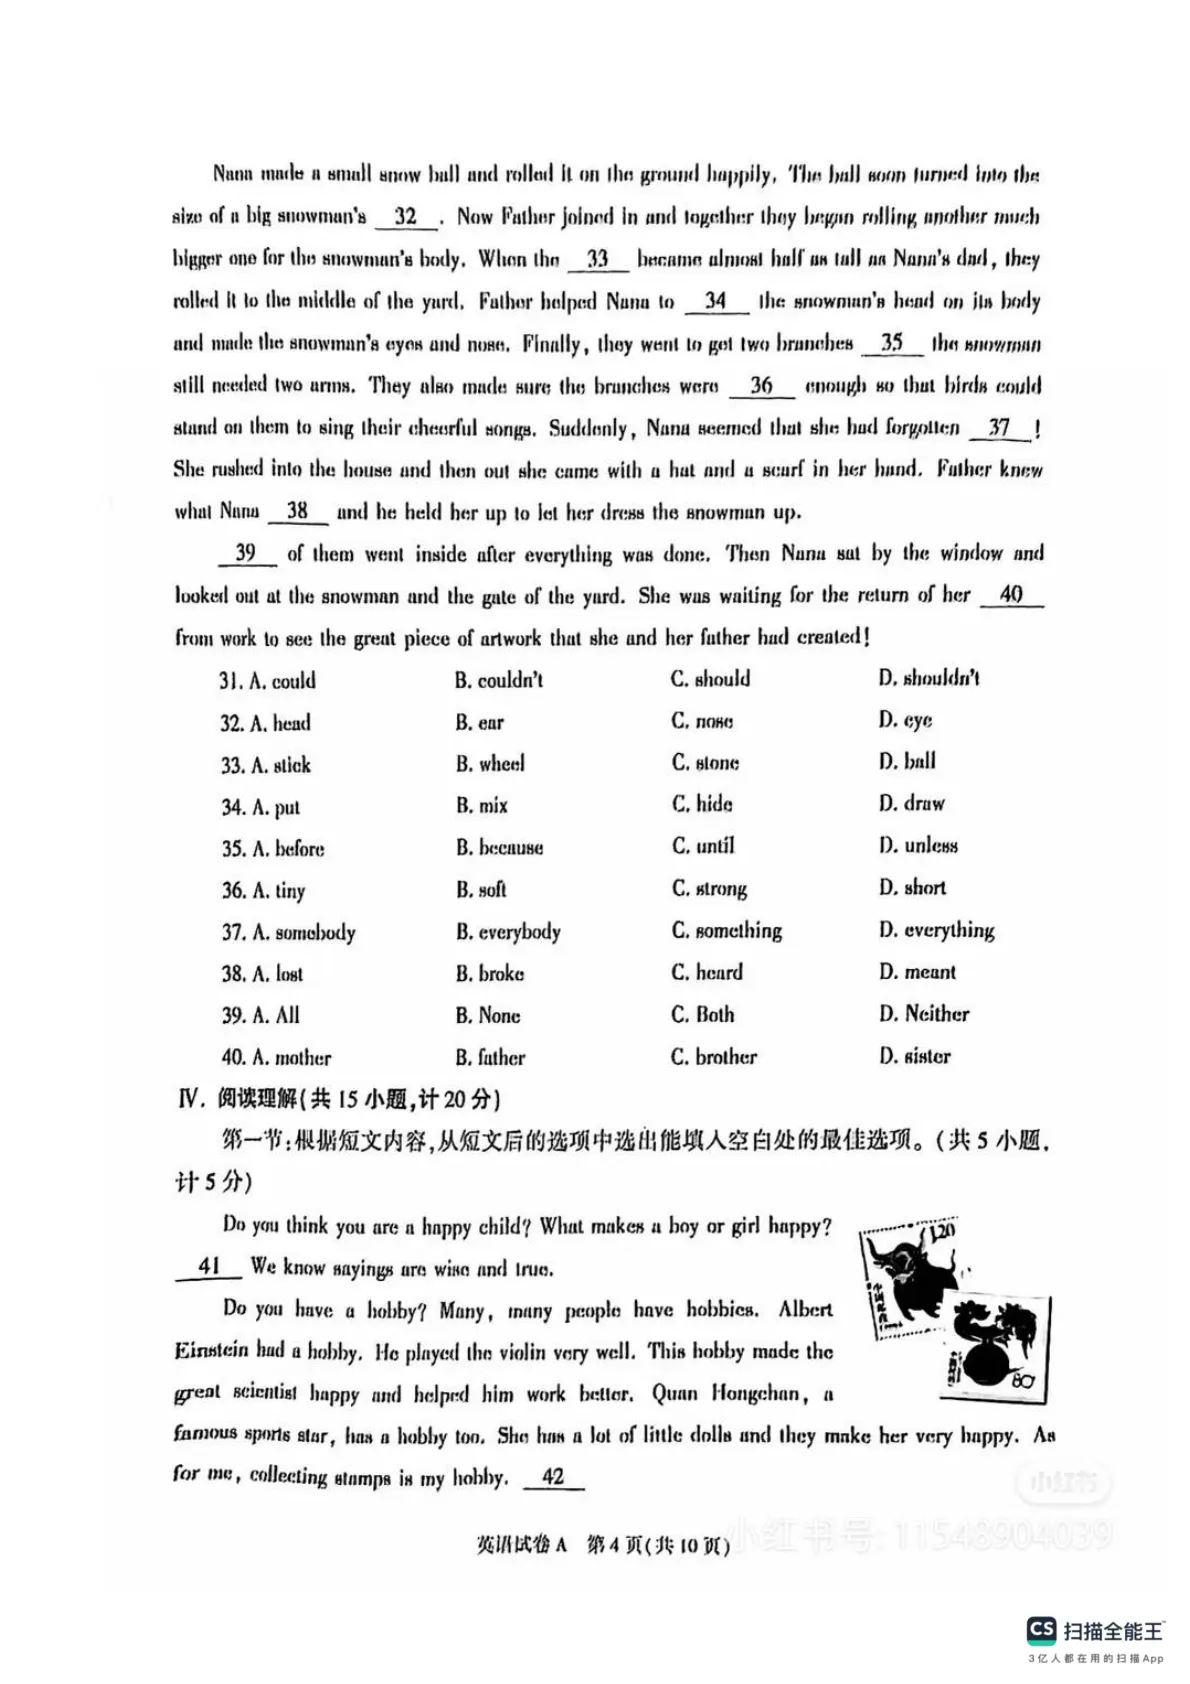 Nana made a small snow ball and rolled it on the ground happily. The ball soon turned into the
size of a big snowman's 32 . Now Father joined in and together they began rolling another much
bigger one for the snowman's body. When the 33 became almost half as tall as Nana's dad, they
rolled it to the middle of the yard. Father helped Nana to 34 the snowman's head on its body
and made the snowman's eyes and nose. Finally, they went to get two branches 35 the snowman
still needed two arms. They also made sure the branches were 36 enough so that birds could
stand on them to sing their cheerful songs. Suddenly, Nana seemed that she had forgotten 37 !
She rushed into the house and then out she came with a hat and a scarf in her hand. Father knew
what Nana 38 and he held her up to let her dress the snowman up.
39 of them went inside after everything was done. Then Nana sat by the window and
looked out at the snowman and the gate of the yard. She was waiting for the return of her 40
from work to see the great piece of artwork that she and her father had created!
31. A. could B. couldn't C. should D. shouldn't
32. A. head B. ear C. nose D. eye
33. A. stick B. wheel C. stone D. ball
34. A. put B. mix C. hide D. draw
35. A. before B. because C. until D. unless
36. A. tiny B. soft C. strong D. short
37. A. somebody B. everybody C. something D. everything
38. A. lost B. broke C. heard D. meant
39. A. All B. None C. Both D. Neither
40. A. mother B. father C. brother D. sister
Ⅳ. 阅读理解(共 15 小题,计 20 分)
第一节:根据短文内容,从短文后的选项中选出能填入空白处的最佳选项。(共 5 小题,
计 5 分)
Do you think you are a happy child? What makes a boy or girl happy?
41 We know sayings are wise and true.
Do you have a hobby? Many, many people have hobbies. Albert
Einstein had a hobby. He played the violin very well. This hobby made the
great scientist happy and helped him work better. Quan Hongchan, a
famous sports star, has a hobby too. She has a lot of little dolls and they make her very happy. As
for me, collecting stamps is my hobby. 42
120
80
小红书
小红书号: 11548904039
英语试卷 A 第 4 页(共 10 页)
CS 扫描全能王™
3亿人都在用的扫描App